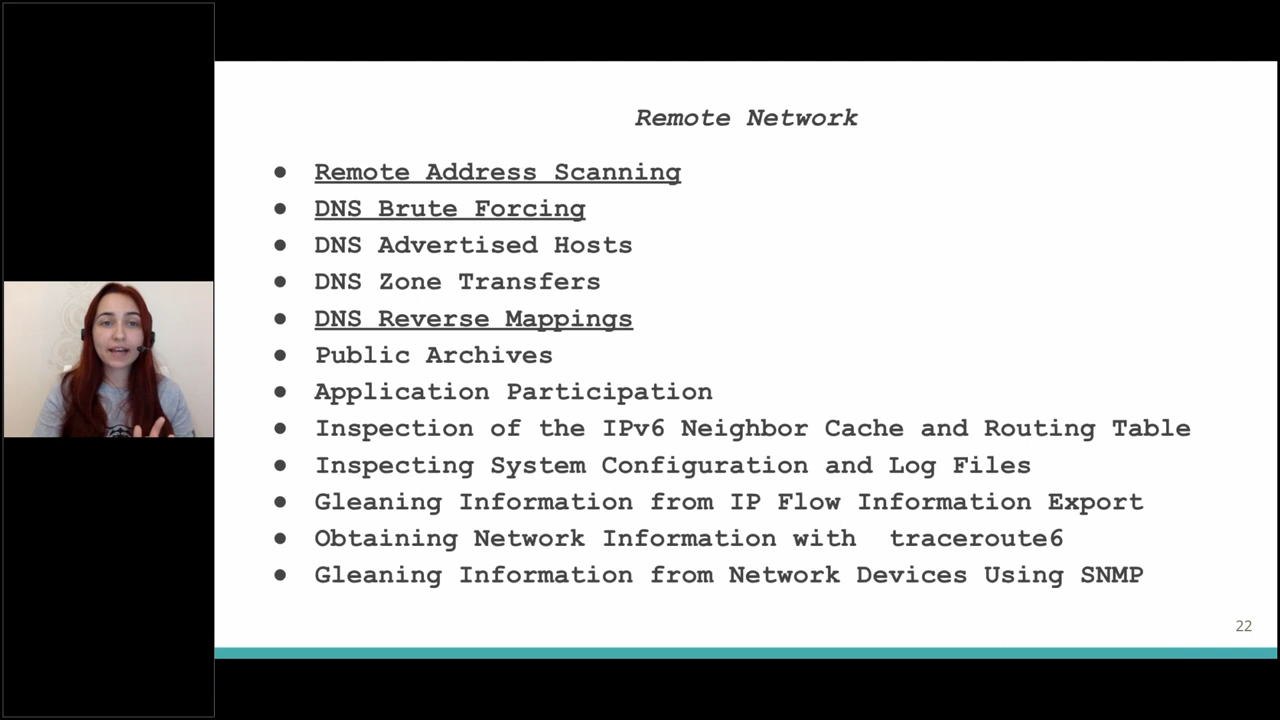 Remote Network
● Remote Address Scanning
● DNS Brute Forcing
● DNS Advertised Hosts
● DNS Zone Transfers
● DNS Reverse Mappings
● Public Archives
● Application Participation
● Inspection of the IPv6 Neighbor Cache and Routing Table
● Inspecting System Configuration and Log Files
● Gleaning Information from IP Flow Information Export
● Obtaining Network Information with  traceroute6
● Gleaning Information from Network Devices Using SNMP
22